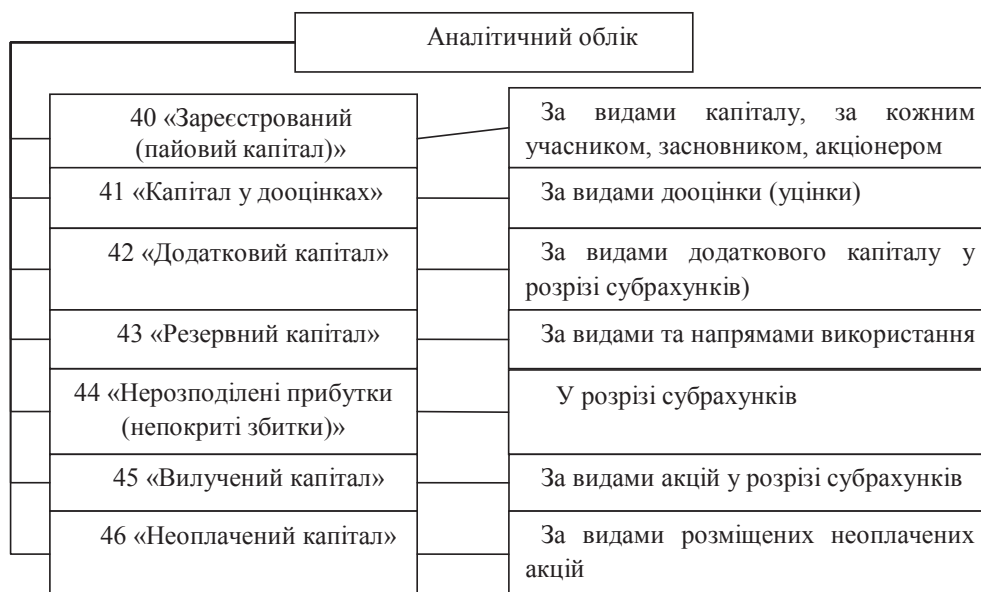 Аналітичний облік
40 «Зареєстрований
(пайовий капітал)»
За видами капіталу, за кожним
учасником, засновником, акціонером
41 «Капітал у дооцінках»
За видами дооцінки (уцінки)
42 «Додатковий капітал»
За видами додаткового капіталу у
розрізі субрахунків)
43 «Резервний капітал»
За видами та напрямами використання
44 «Нерозподілені прибутки
(непокриті збитки)»
У розрізі субрахунків
45 «Вилучений капітал»
За видами акцій у розрізі субрахунків
46 «Неоплачений капітал»
За видами розміщених неоплачених
акцій